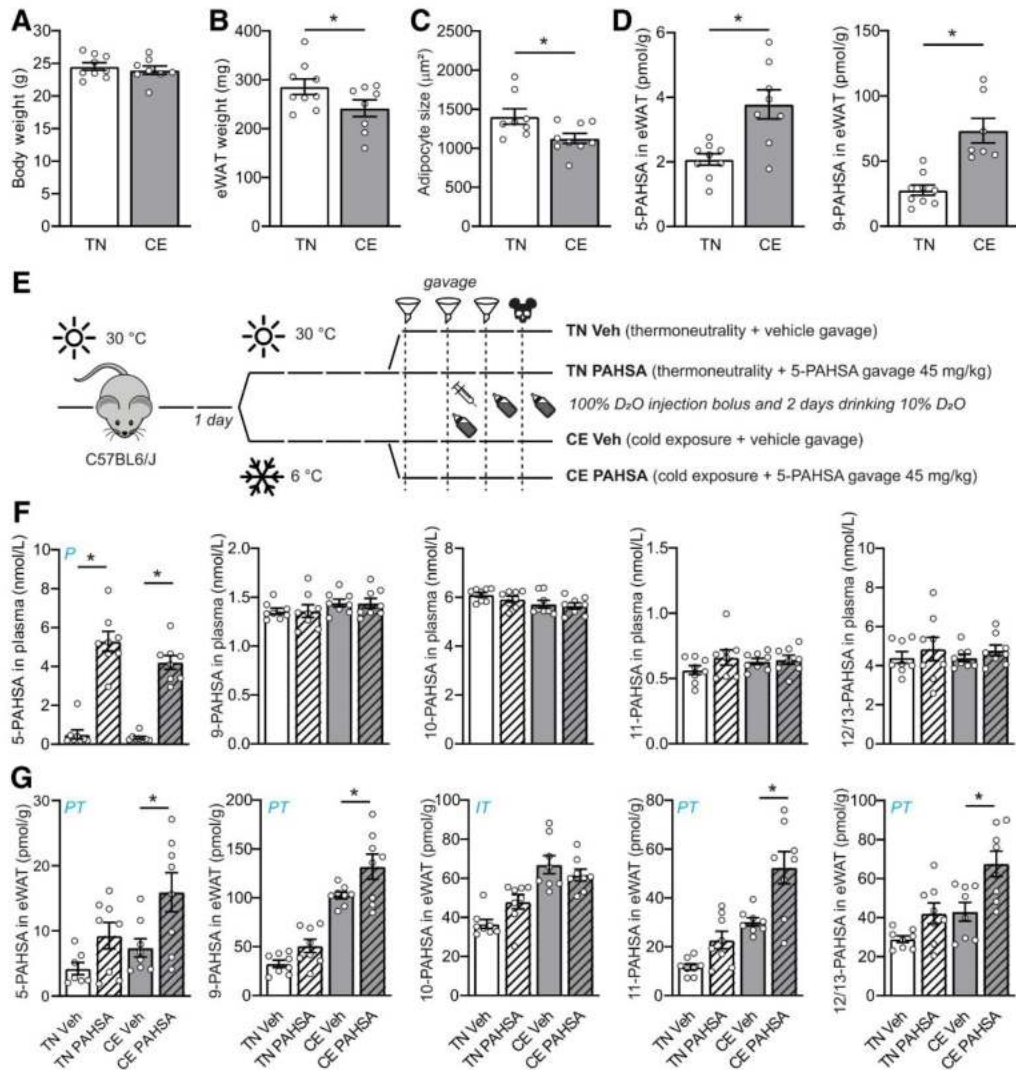 A
Body weight (g)
30
25
20
15
10
5
0
TN
CE
B
*
eWAT weight (mg)
400
300
200
100
0
TN
CE
C
*
Adipocyte size (µm²)
2500
2000
1500
1000
500
0
TN
CE
D
*
5-PAHSA in eWAT (pmol/g)
6
4
2
0
TN
CE
*
9-PAHSA in eWAT (pmol/g)
150
100
50
0
TN
CE
E
gavage
30 °C
30 °C
1 day
C57BL6/J
6 °C
TN Veh (thermoneutrality + vehicle gavage)
TN PAHSA (thermoneutrality + 5-PAHSA gavage 45 mg/kg)
100% D₂O injection bolus and 2 days drinking 10% D₂O
CE Veh (cold exposure + vehicle gavage)
CE PAHSA (cold exposure + 5-PAHSA gavage 45 mg/kg)
F
5-PAHSA in plasma (nmol/L)
10
8
6
4
2
0
P
*
*
9-PAHSA in plasma (nmol/L)
2.0
1.5
1.0
0.5
0.0
10-PAHSA in plasma (nmol/L)
8
6
4
2
0
11-PAHSA in plasma (nmol/L)
1.5
1.0
0.5
0.0
12/13-PAHSA in plasma (nmol/L)
10
8
6
4
2
0
G
5-PAHSA in eWAT (pmol/g)
30
20
10
0
PT
*
TN Veh
TN PAHSA
CE Veh
CE PAHSA
9-PAHSA in eWAT (pmol/g)
200
150
100
50
0
PT
*
TN Veh
TN PAHSA
CE Veh
CE PAHSA
10-PAHSA in eWAT (pmol/g)
100
80
60
40
20
0
IT
TN Veh
TN PAHSA
CE Veh
CE PAHSA
11-PAHSA in eWAT (pmol/g)
80
60
40
20
0
PT
*
TN Veh
TN PAHSA
CE Veh
CE PAHSA
12/13-PAHSA in eWAT (pmol/g)
100
80
60
40
20
0
PT
*
TN Veh
TN PAHSA
CE Veh
CE PAHSA